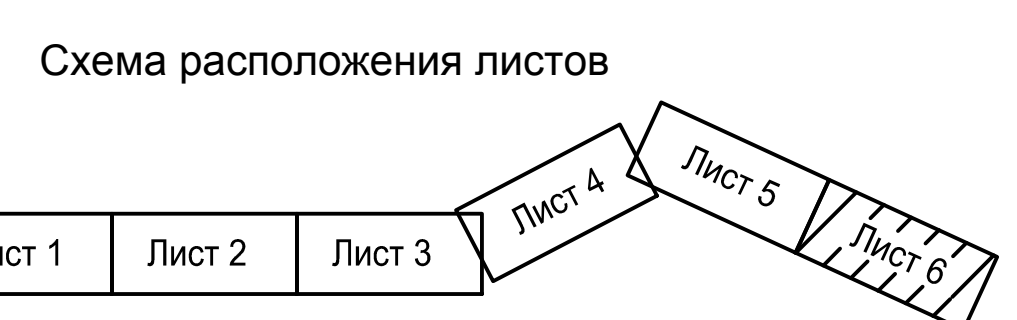 Схема расположения листов
ист 1
Лист 2
Лист 3
Лист 4
Лист 5
Лист 6